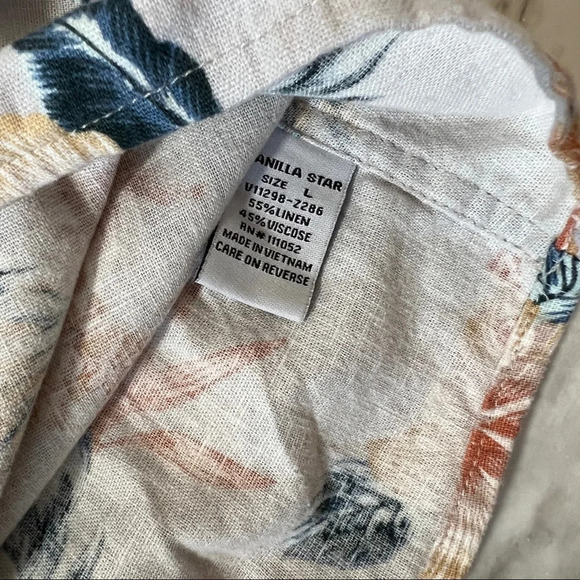 ANILLA STAR
SIZE L
V11298-Z286
55%LINEN
45%VISCOSE
RN# 111052
MADE IN VIETNAM
CARE ON REVERSE